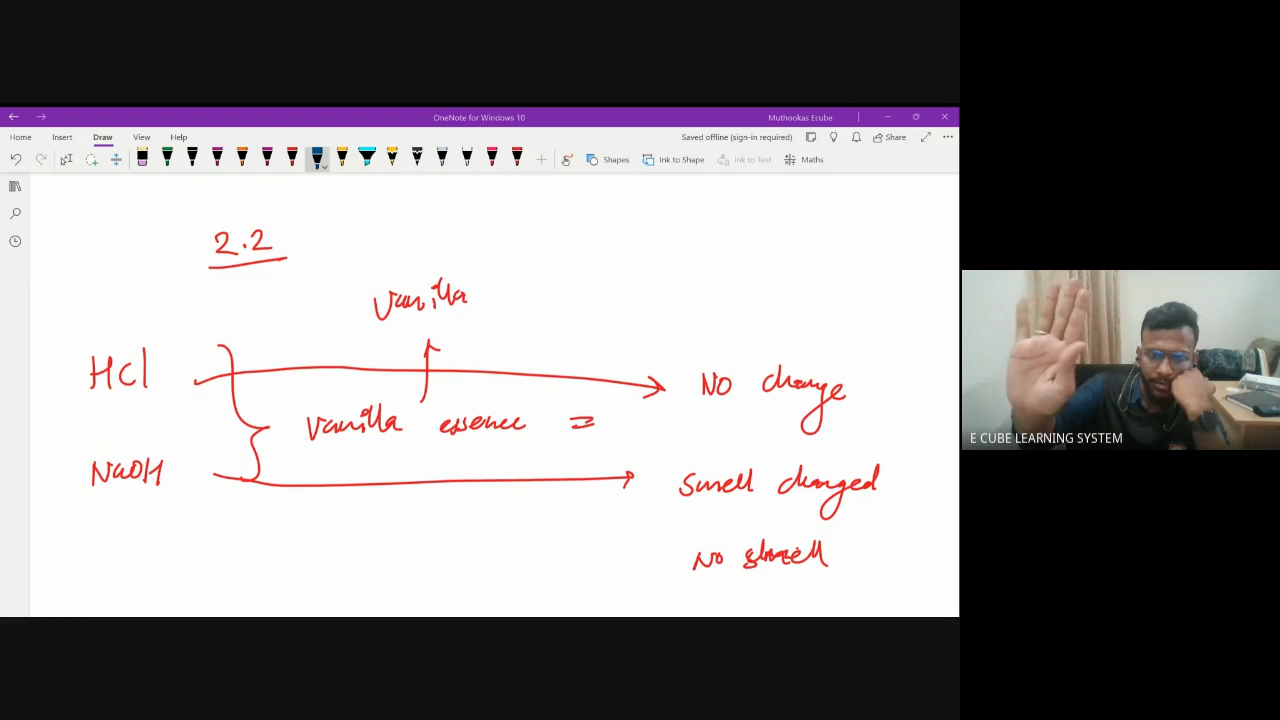 OneNote for Windows 10
Muthookas Ecube
Home Insert Draw View Help
Saved offline (sign-in required)
Share
Shapes
Ink to Shape
Ink to Text
Maths
2.2
Vanilla
HCl
No change
Vanilla essence =
NaOH
Smell changed
No smell
E CUBE LEARNING SYSTEM